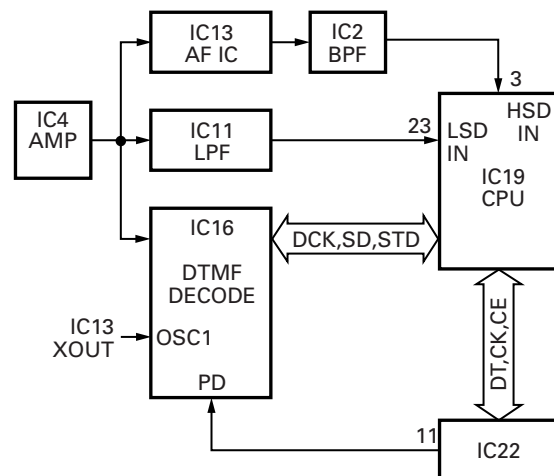 IC13
AF IC
IC2
BPF
3
IC4
AMP
IC11
LPF
23
LSD
IN
HSD
IN
IC19
CPU
IC16
DTMF
DECODE
DCK,SD,STD
IC13
XOUT
OSC1
PD
DT,CK,CE
11
IC22